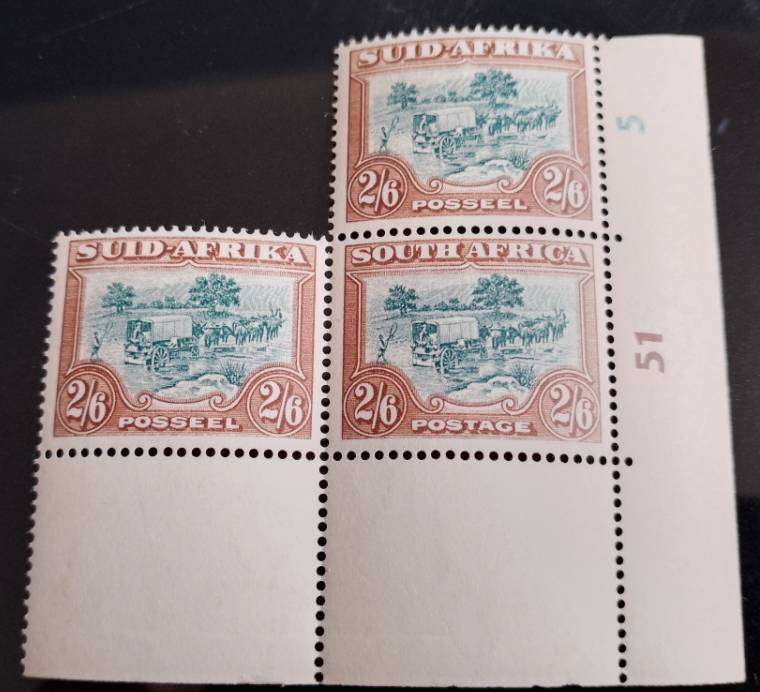 SUID-AFRIKA
2/6 POSSEEL 2/6
5
SUID-AFRIKA
2/6 POSSEEL 2/6
SOUTH AFRICA
2/6 POSTAGE 2/6
51